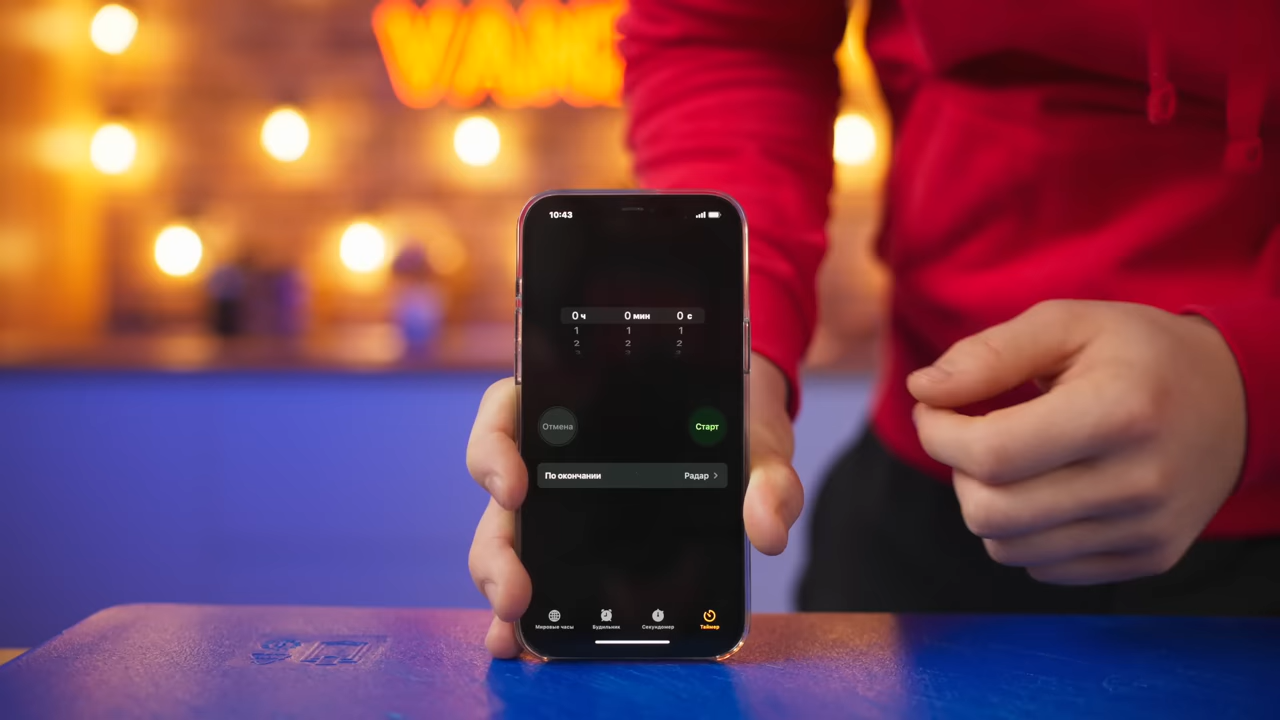 10:43
0 ч 0 мин 0 с
1 1 1
2 2 2
Отмена Старт
По окончании Радар
Мировые часы Будильник Секундомер Таймер